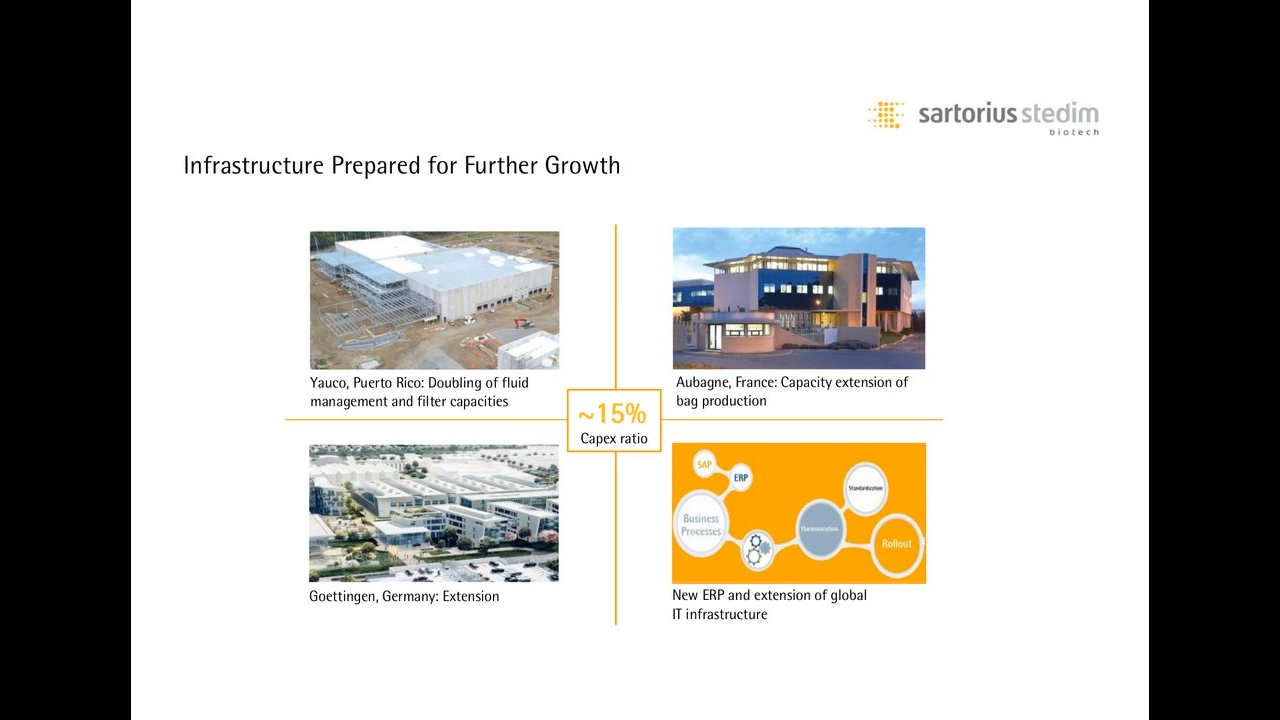 sartorius stedim
biotech
Infrastructure Prepared for Further Growth
Yauco, Puerto Rico: Doubling of fluid
management and filter capacities
Aubagne, France: Capacity extension of
bag production
~15%
Capex ratio
SAP
ERP
Business
Processes
Harmonization
Standardization
Rollout
Goettingen, Germany: Extension
New ERP and extension of global
IT infrastructure